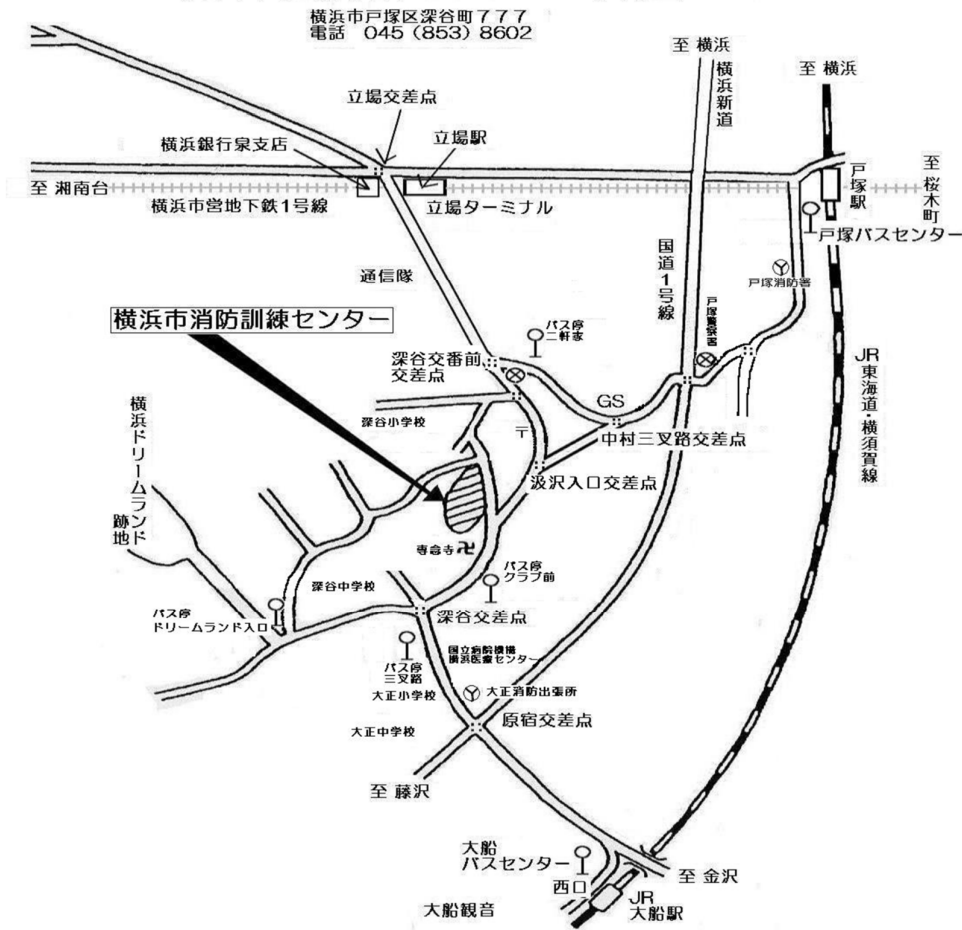 横浜市戸塚区深谷町777
電話 045(853)8602
至 横浜
横浜新道
至 横浜
立場交差点
横浜銀行泉支店
立場駅
至 湘南台
横浜市営地下鉄1号線
立場ターミナル
戸塚駅
至 桜木町
戸塚バスセンター
通信隊
国道1号線
戸塚消防署
横浜市消防訓練センター
バス停
二軒家
戸塚警察署
深谷交番前
交差点
JR東海道・横須賀線
GS
深谷小学校
〒
中村三叉路交差点
横浜ドリームランド
跡地
汲沢入口交差点
専念寺卍
バス停
クラブ前
深谷中学校
バス停
ドリームランド入口
深谷交差点
国立病院機構
横浜医療センター
バス停
三叉路
大正小学校
大正消防出張所
大正中学校
原宿交差点
至 藤沢
大船
バスセンター
至 金沢
西口
JR
大船駅
大船観音